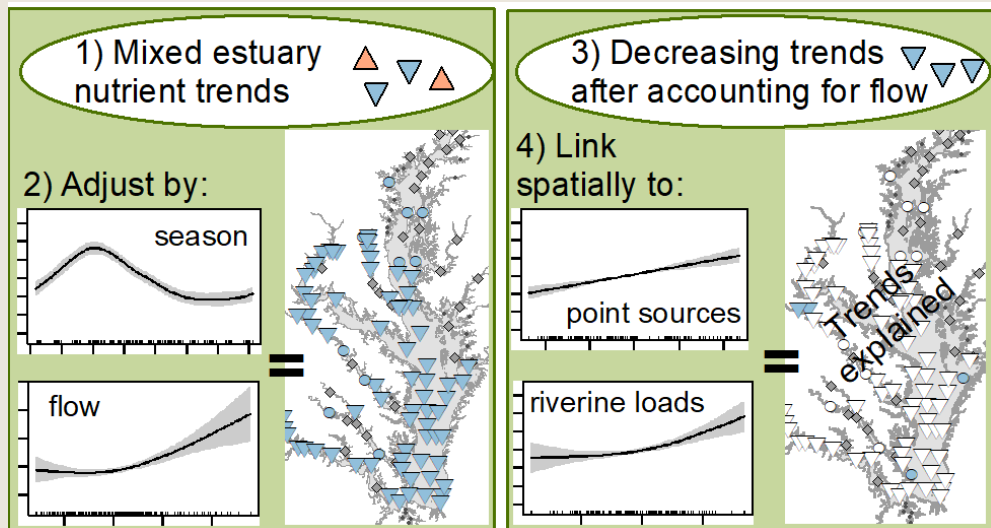 1) Mixed estuary
nutrient trends
2) Adjust by:
season
flow
=
3) Decreasing trends
after accounting for flow
4) Link
spatially to:
point sources
riverine loads
=
Trends
explained